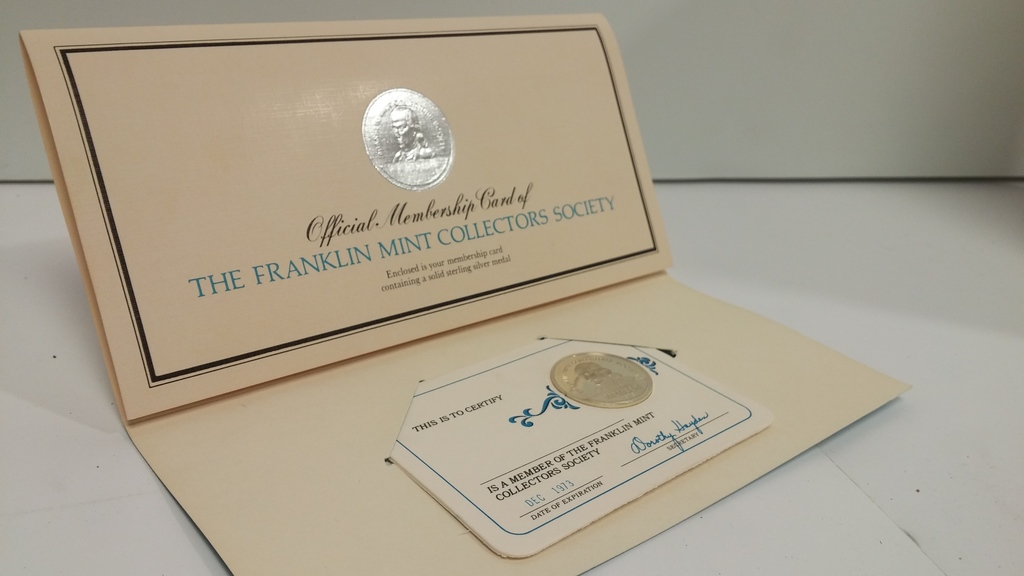 Official Membership Card of
THE FRANKLIN MINT COLLECTORS SOCIETY
Enclosed is your membership card
containing a solid sterling silver medal
THIS IS TO CERTIFY
IS A MEMBER OF THE FRANKLIN MINT
COLLECTORS SOCIETY
DEC 1973
DATE OF EXPIRATION
Dorothy
SECRETARY